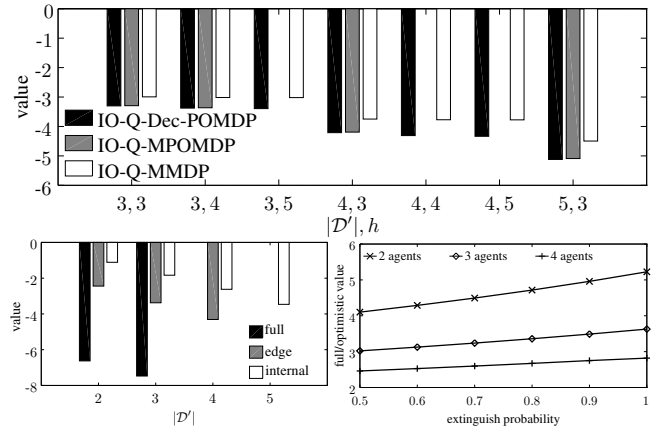 0
-1
-2
-3
-4
-5
-6
value
IO-Q-Dec-POMDP
IO-Q-MPOMDP
IO-Q-MMDP
3, 3 3, 4 3, 5 4, 3 4, 4 4, 5 5, 3
|𝒟′|, h
0
-2
-4
-6
-8
value
full
edge
internal
2 3 4 5
|𝒟′|
2 agents 3 agents 4 agents
6
5
4
3
2
full/optimistic value
0.5 0.6 0.7 0.8 0.9 1
extinguish probability